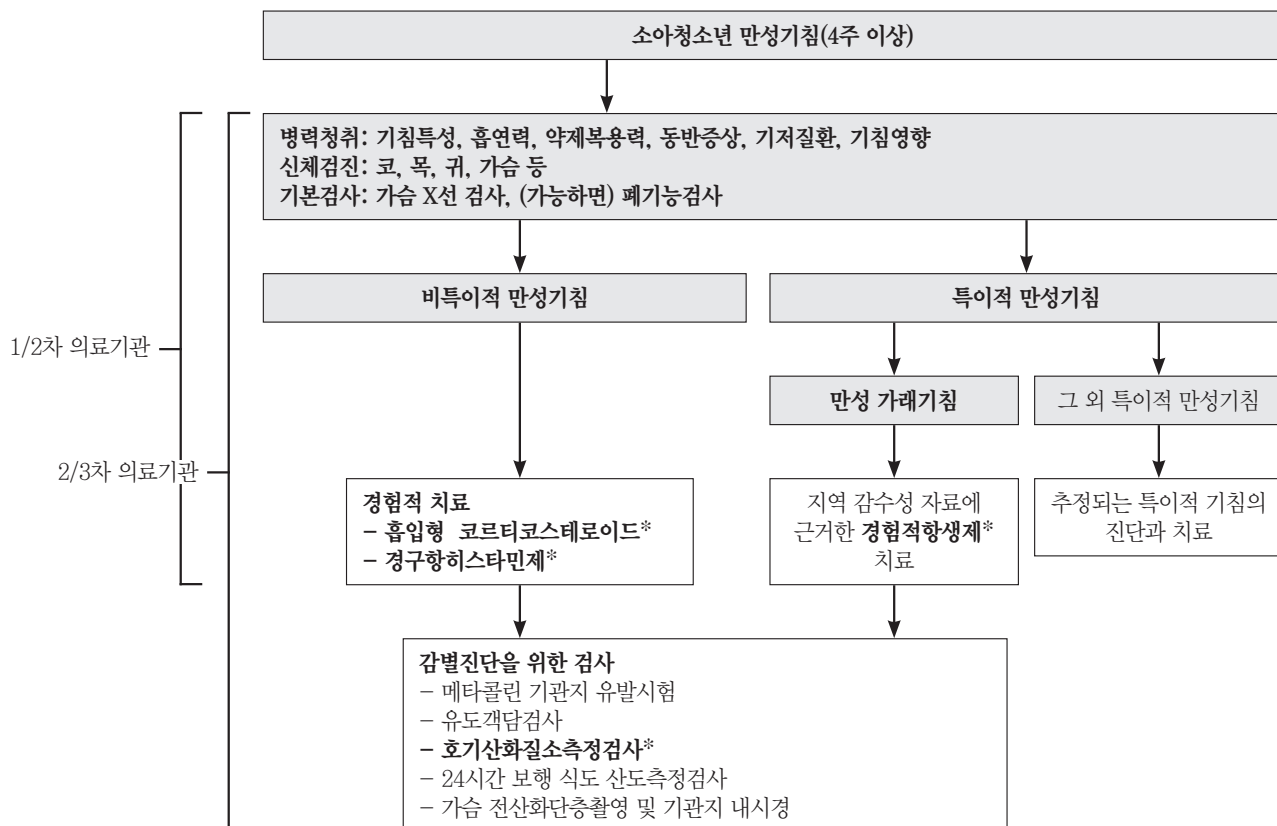 소아청소년 만성기침(4주 이상)
병력청취: 기침특성, 흡연력, 약제복용력, 동반증상, 기저질환, 기침영향
신체검진: 코, 목, 귀, 가슴 등
기본검사: 가슴 X선 검사, (가능하면) 폐기능검사
비특이적 만성기침
특이적 만성기침
1/2차 의료기관
만성 가래기침
그 외 특이적 만성기침
2/3차 의료기관
경험적 치료
– 흡입형 코르티코스테로이드*
– 경구항히스타민제*
지역 감수성 자료에
근거한 경험적항생제*
치료
추정되는 특이적 기침의
진단과 치료
감별진단을 위한 검사
– 메타콜린 기관지 유발시험
– 유도객담검사
– 호기산화질소측정검사*
– 24시간 보행 식도 산도측정검사
– 가슴 전산화단층촬영 및 기관지 내시경